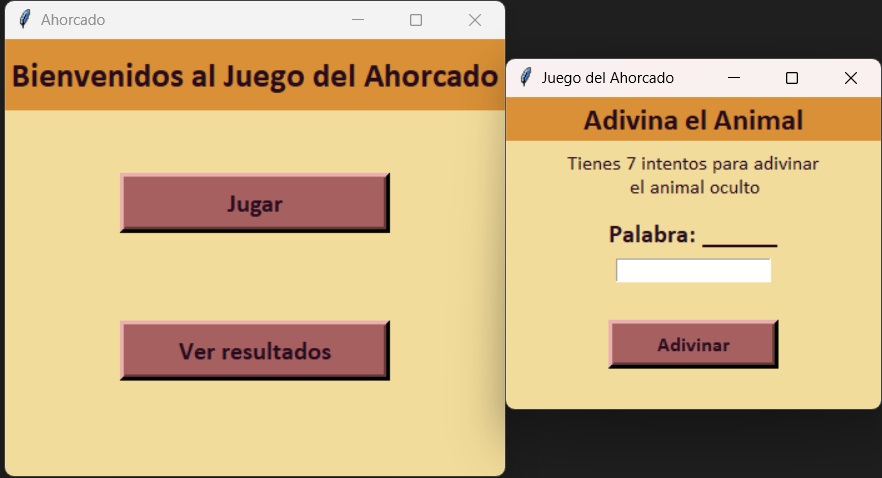 Ahorcado
Bienvenidos al Juego del Ahorcado
Jugar
Ver resultados
Juego del Ahorcado
Adivina el Animal
Tienes 7 intentos para adivinar
el animal oculto
Palabra: ______
Adivinar